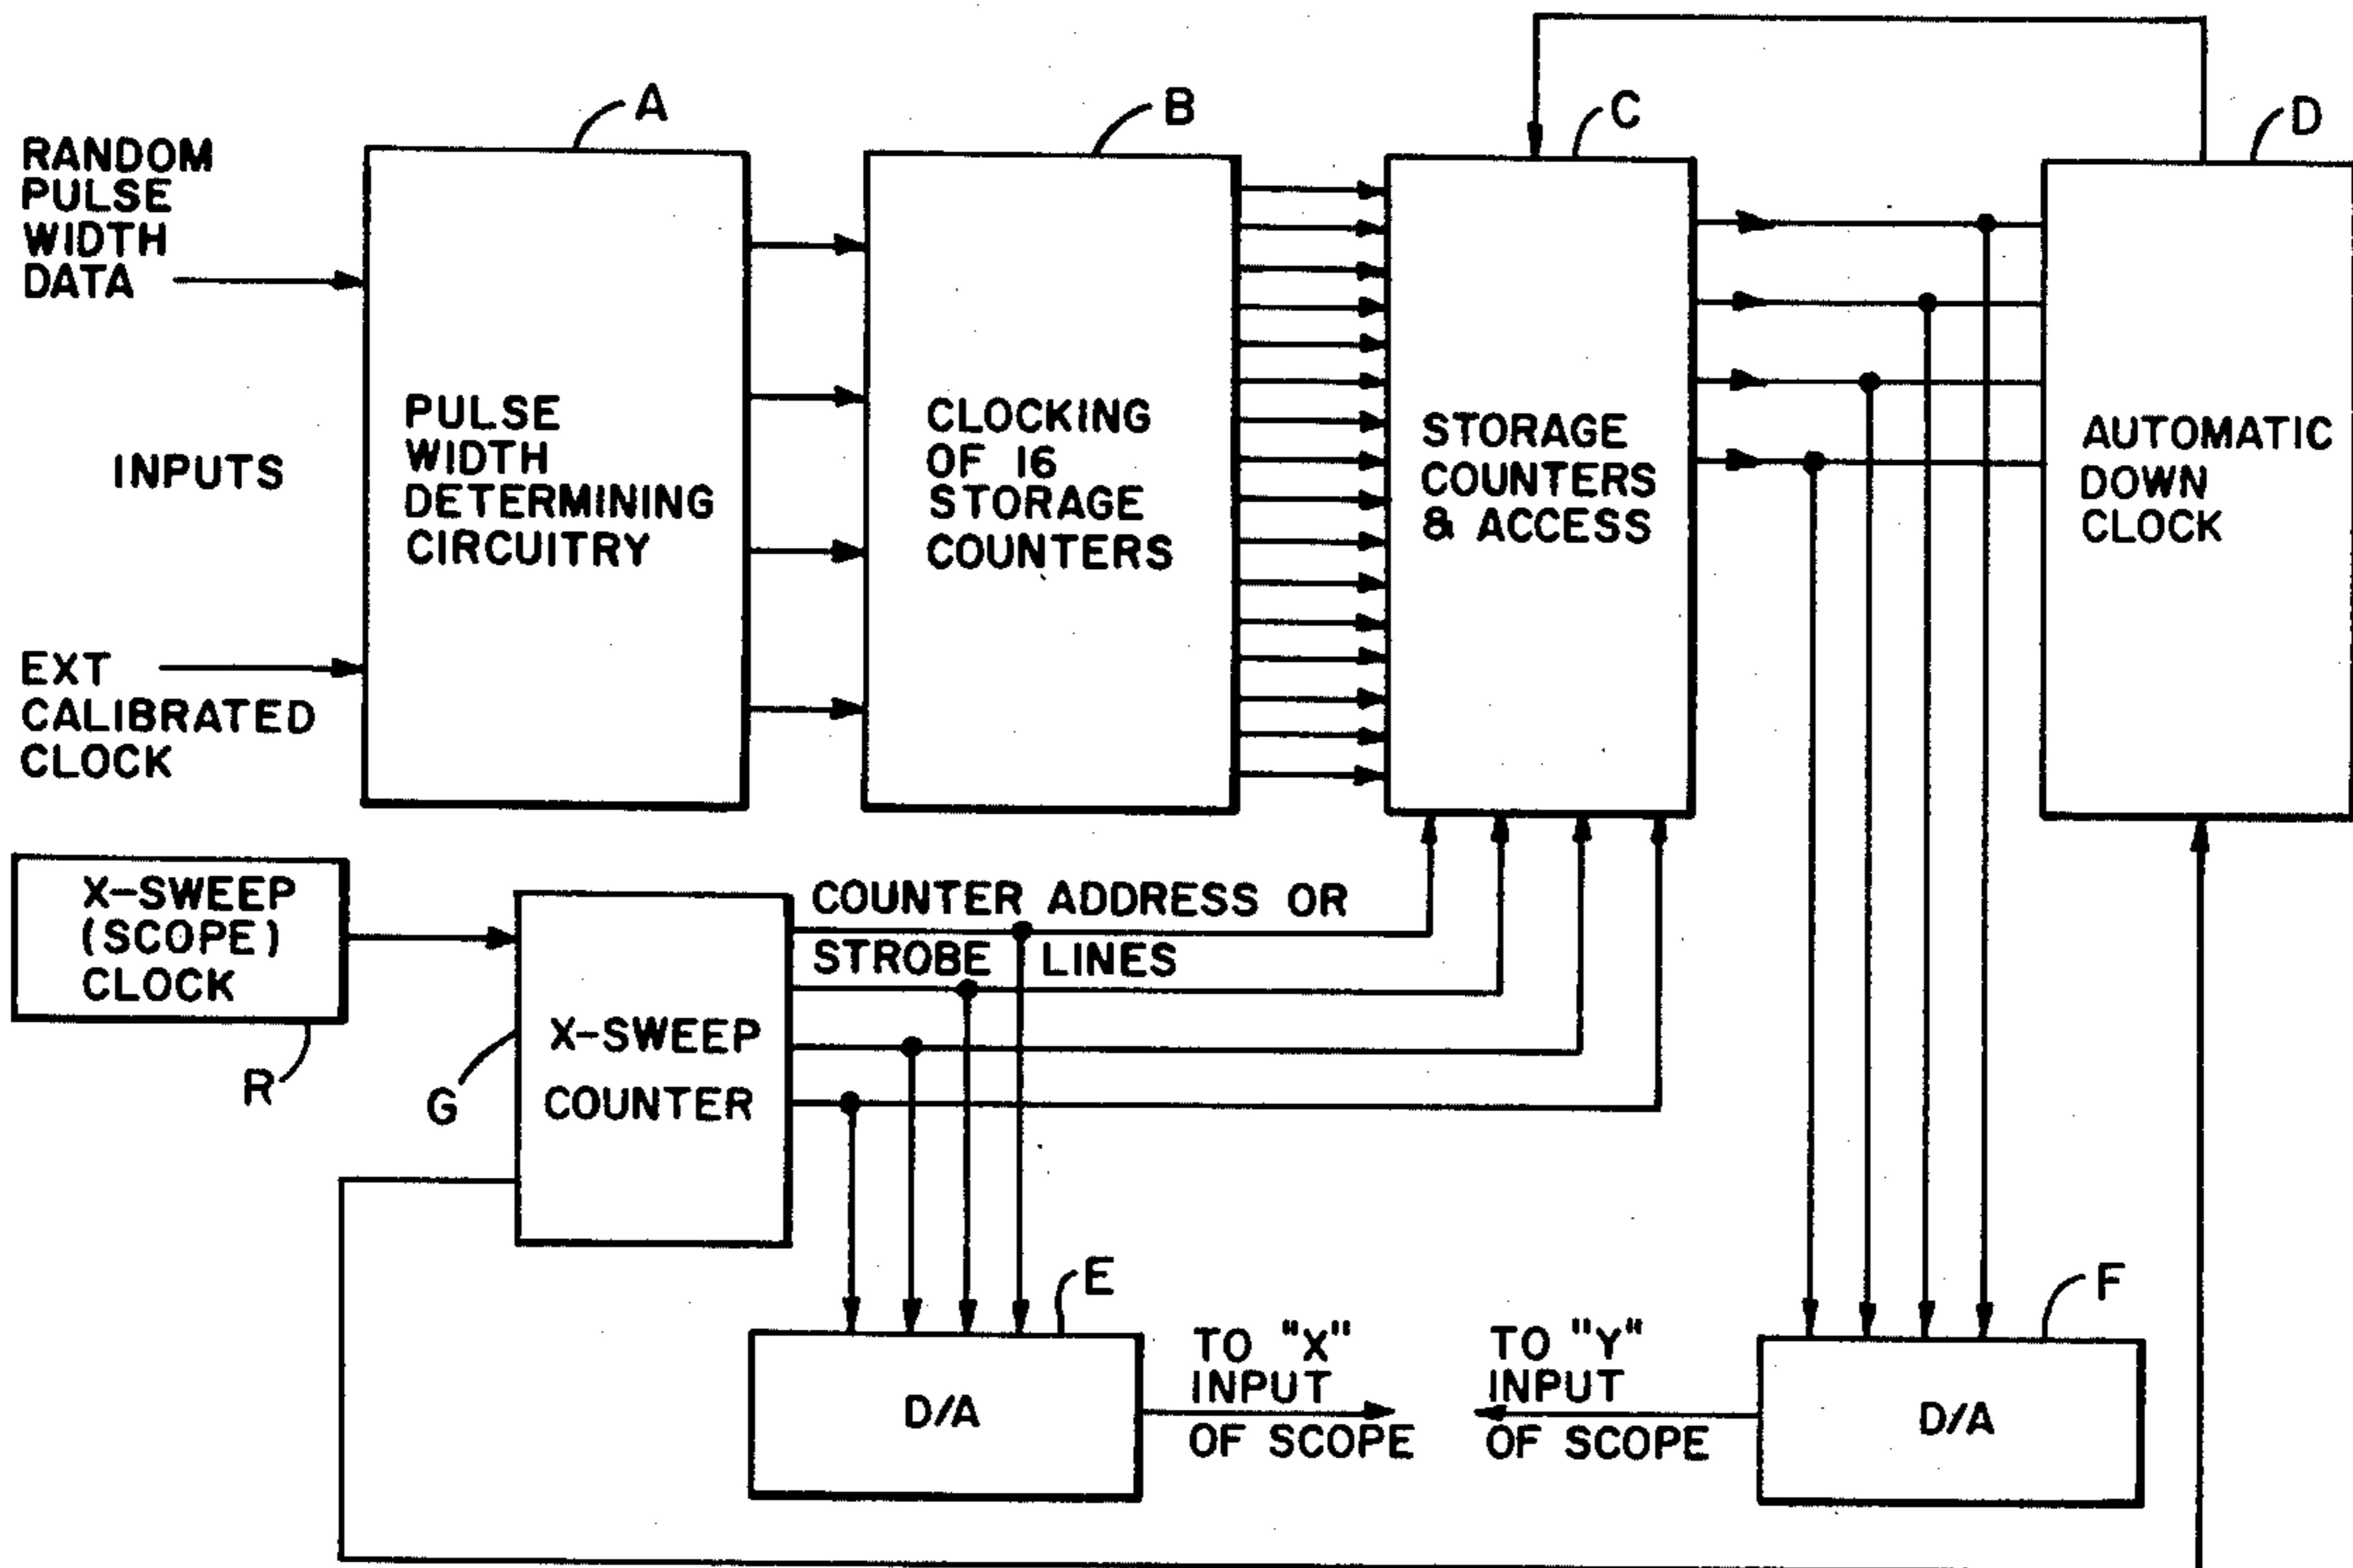 A
B
C
D
RANDOM
PULSE
WIDTH
DATA
INPUTS
EXT
CALIBRATED
CLOCK
PULSE
WIDTH
DETERMINING
CIRCUITRY
CLOCKING
OF 16
STORAGE
COUNTERS
STORAGE
COUNTERS
& ACCESS
AUTOMATIC
DOWN
CLOCK
X-SWEEP
(SCOPE)
CLOCK
R
G
X-SWEEP
COUNTER
COUNTER ADDRESS OR
STROBE LINES
E
F
D/A
TO "X"
INPUT
OF SCOPE
TO "Y"
INPUT
OF SCOPE
D/A